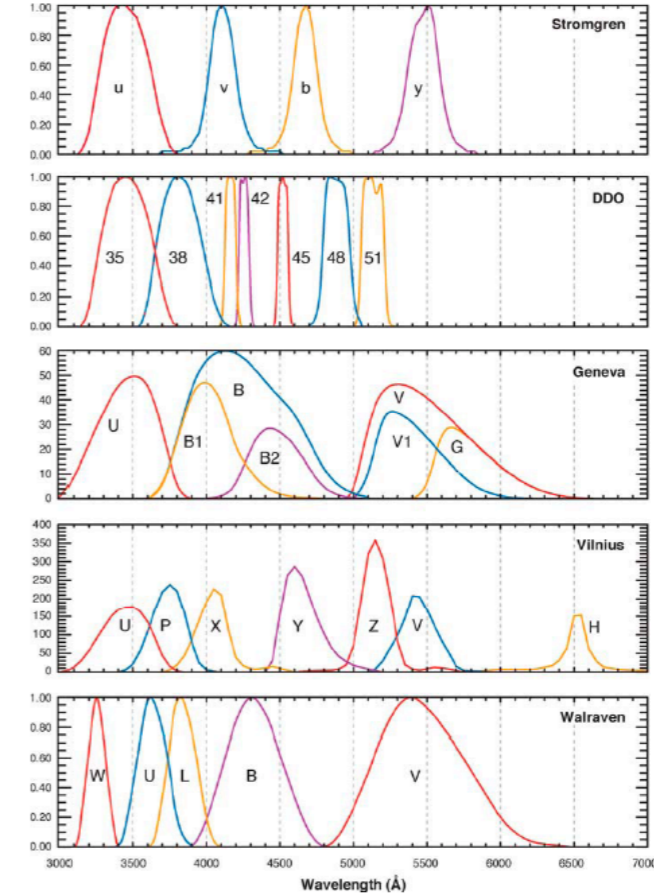 1.00
0.80
0.60
0.40
0.20
0.00
Stromgren
u v b y
1.00
0.80
0.60
0.40
0.20
0.00
DDO
41 42
35 38 45 48 51
60
50
40
30
20
10
0
Geneva
B V
U B1 B2 V1 G
400
350
300
250
200
150
100
50
0
Vilnius
U P X Y Z V H
1.00
0.80
0.60
0.40
0.20
0.00
Walraven
W U L B V
3000 3500 4000 4500 5000 5500 6000 6500 7000
Wavelength (Å)